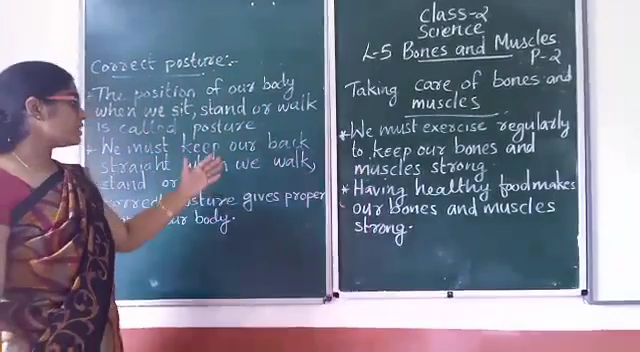 Correct posture:-
The position of our body
when we sit, stand or walk
is called posture
We must keep our back
straight when we walk,
stand or
correct posture gives proper
our body.
Class-2
Science
L-5 Bones and Muscles
P-2
Taking care of bones and
muscles
* We must exercise regularly
to keep our bones and
muscles strong.
* Having healthy food makes
our bones and muscles
strong.